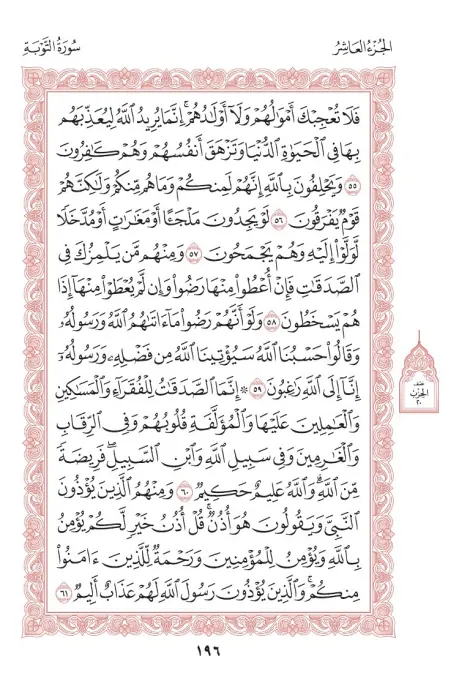 الجُزْءُ العَاشِرُ
سُورَةُ التَّوْبَةِ
فَلَا تُعْجِبْكَ أَمْوَٰلُهُمْ وَلَآ أَوْلَٰدُهُمْ ۚ إِنَّمَا يُرِيدُ ٱللَّهُ لِيُعَذِّبَهُم
بِهَا فِى ٱلْحَيَوٰةِ ٱلدُّنْيَا وَتَزْهَقَ أَنفُسُهُمْ وَهُمْ كَٰفِرُونَ
٥٥ وَيَحْلِفُونَ بِٱللَّهِ إِنَّهُمْ لَمِنكُمْ وَمَا هُم مِّنكُمْ وَلَٰكِنَّهُمْ
قَوْمٌ يَفْرَقُونَ ٥٦ لَوْ يَجِدُونَ مَلْجَـًٔا أَوْ مَغَٰرَٰتٍ أَوْ مُدَّخَلًا
لَّوَلَّوْا۟ إِلَيْهِ وَهُمْ يَجْمَحُونَ ٥٧ وَمِنْهُم مَّن يَلْمِزُكَ فِى
ٱلصَّدَقَٰتِ فَإِنْ أُعْطُوا۟ مِنْهَا رَضُوا۟ وَإِن لَّمْ يُعْطَوْا۟ مِنْهَآ إِذَا
هُمْ يَسْخَطُونَ ٥٨ وَلَوْ أَنَّهُمْ رَضُوا۟ مَآ ءَاتَىٰهُمُ ٱللَّهُ وَرَسُولُهُۥ
وَقَالُوا۟ حَسْبُنَا ٱللَّهُ سَيُؤْتِينَا ٱللَّهُ مِن فَضْلِهِۦ وَرَسُولُهُۥٓ
إِنَّآ إِلَى ٱللَّهِ رَٰغِبُونَ ٥٩ ۞ إِنَّمَا ٱلصَّدَقَٰتُ لِلْفُقَرَآءِ وَٱلْمَسَٰكِينِ
وَٱلْعَٰمِلِينَ عَلَيْهَا وَٱلْمُؤَلَّفَةِ قُلُوبُهُمْ وَفِى ٱلرِّقَابِ
وَٱلْغَٰرِمِينَ وَفِى سَبِيلِ ٱللَّهِ وَٱبْنِ ٱلسَّبِيلِ ۖ فَرِيضَةً
مِّنَ ٱللَّهِ ۗ وَٱللَّهُ عَلِيمٌ حَكِيمٌ ٦٠ وَمِنْهُمُ ٱلَّذِينَ يُؤْذُونَ
ٱلنَّبِىَّ وَيَقُولُونَ هُوَ أُذُنٌ ۚ قُلْ أُذُنُ خَيْرٍ لَّكُمْ يُؤْمِنُ
بِٱللَّهِ وَيُؤْمِنُ لِلْمُؤْمِنِينَ وَرَحْمَةٌ لِّلَّذِينَ ءَامَنُوا۟
مِنكُمْ ۚ وَٱلَّذِينَ يُؤْذُونَ رَسُولَ ٱللَّهِ لَهُمْ عَذَابٌ أَلِيمٌ ٦١
نصف
الحزب
٢٠
١٩٦